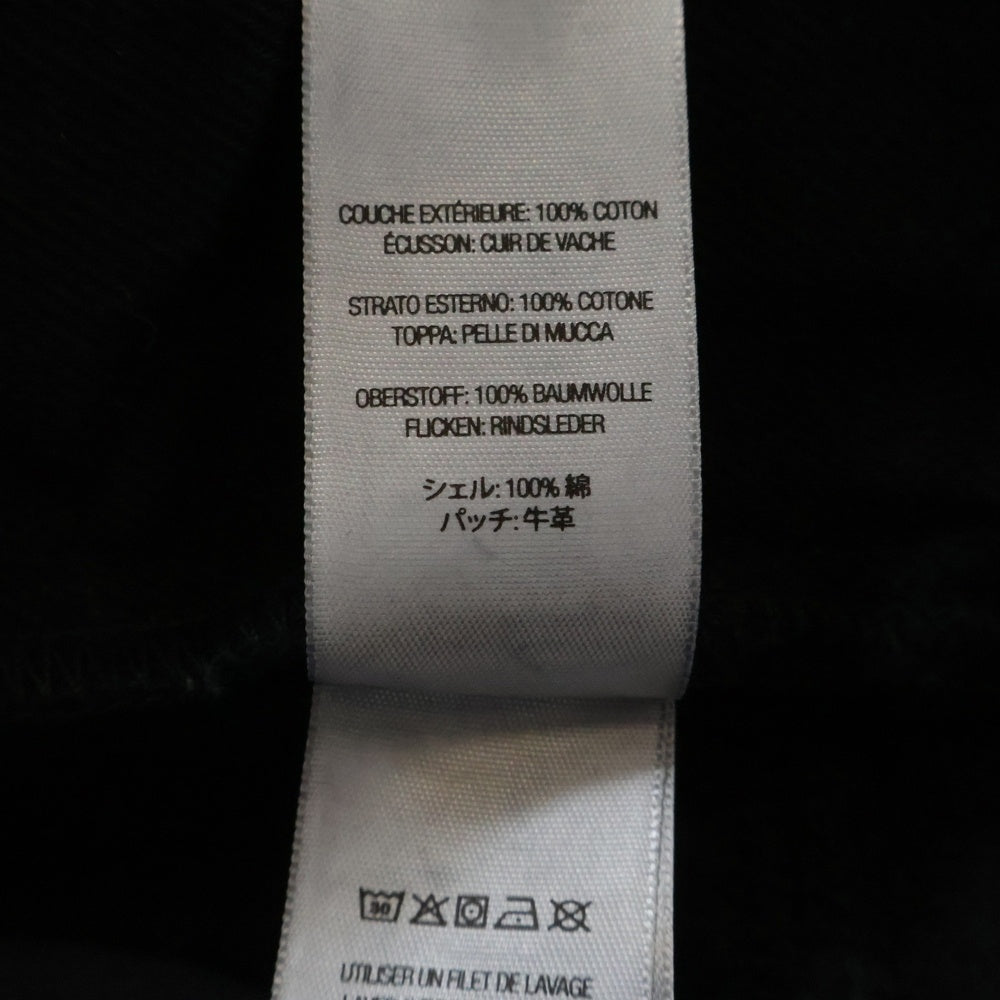 COUCHE EXTÉRIEURE: 100% COTON
ÉCUSSON: CUIR DE VACHE
STRATO ESTERNO: 100% COTONE
TOPPA: PELLE DI MUCCA
OBERSTOFF: 100% BAUMWOLLE
FLICKEN: RINDSLEDER
シェル: 100% 綿
パッチ: 牛革
30
UTILISER UN FILET DE LAVAGE